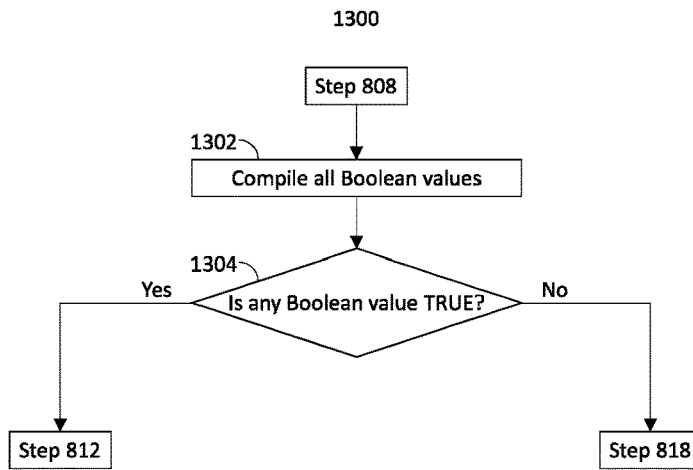 1300
Step 808
1302
Compile all Boolean values
1304
Yes
Is any Boolean value TRUE?
No
Step 812
Step 818